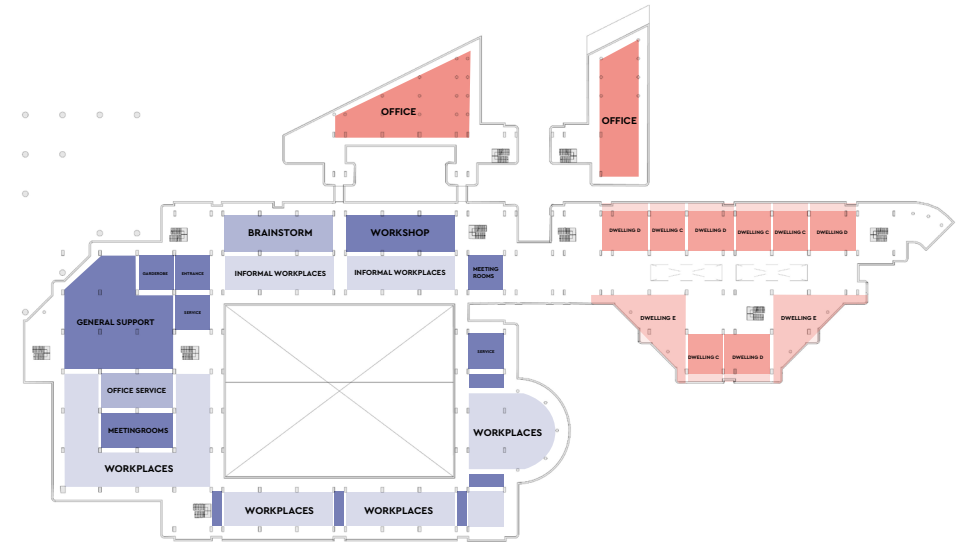 OFFICE
OFFICE
BRAINSTORM
WORKSHOP
DWELLING D
DWELLING C
DWELLING D
DWELLING C
DWELLING C
DWELLING D
GARDEROBE
ENTRANCE
INFORMAL WORKPLACES
INFORMAL WORKPLACES
MEETING
ROOMS
SERVICE
GENERAL SUPPORT
DWELLING E
DWELLING E
SERVICE
DWELLING C
DWELLING D
OFFICE SERVICE
MEETINGROOMS
WORKPLACES
WORKPLACES
WORKPLACES
WORKPLACES